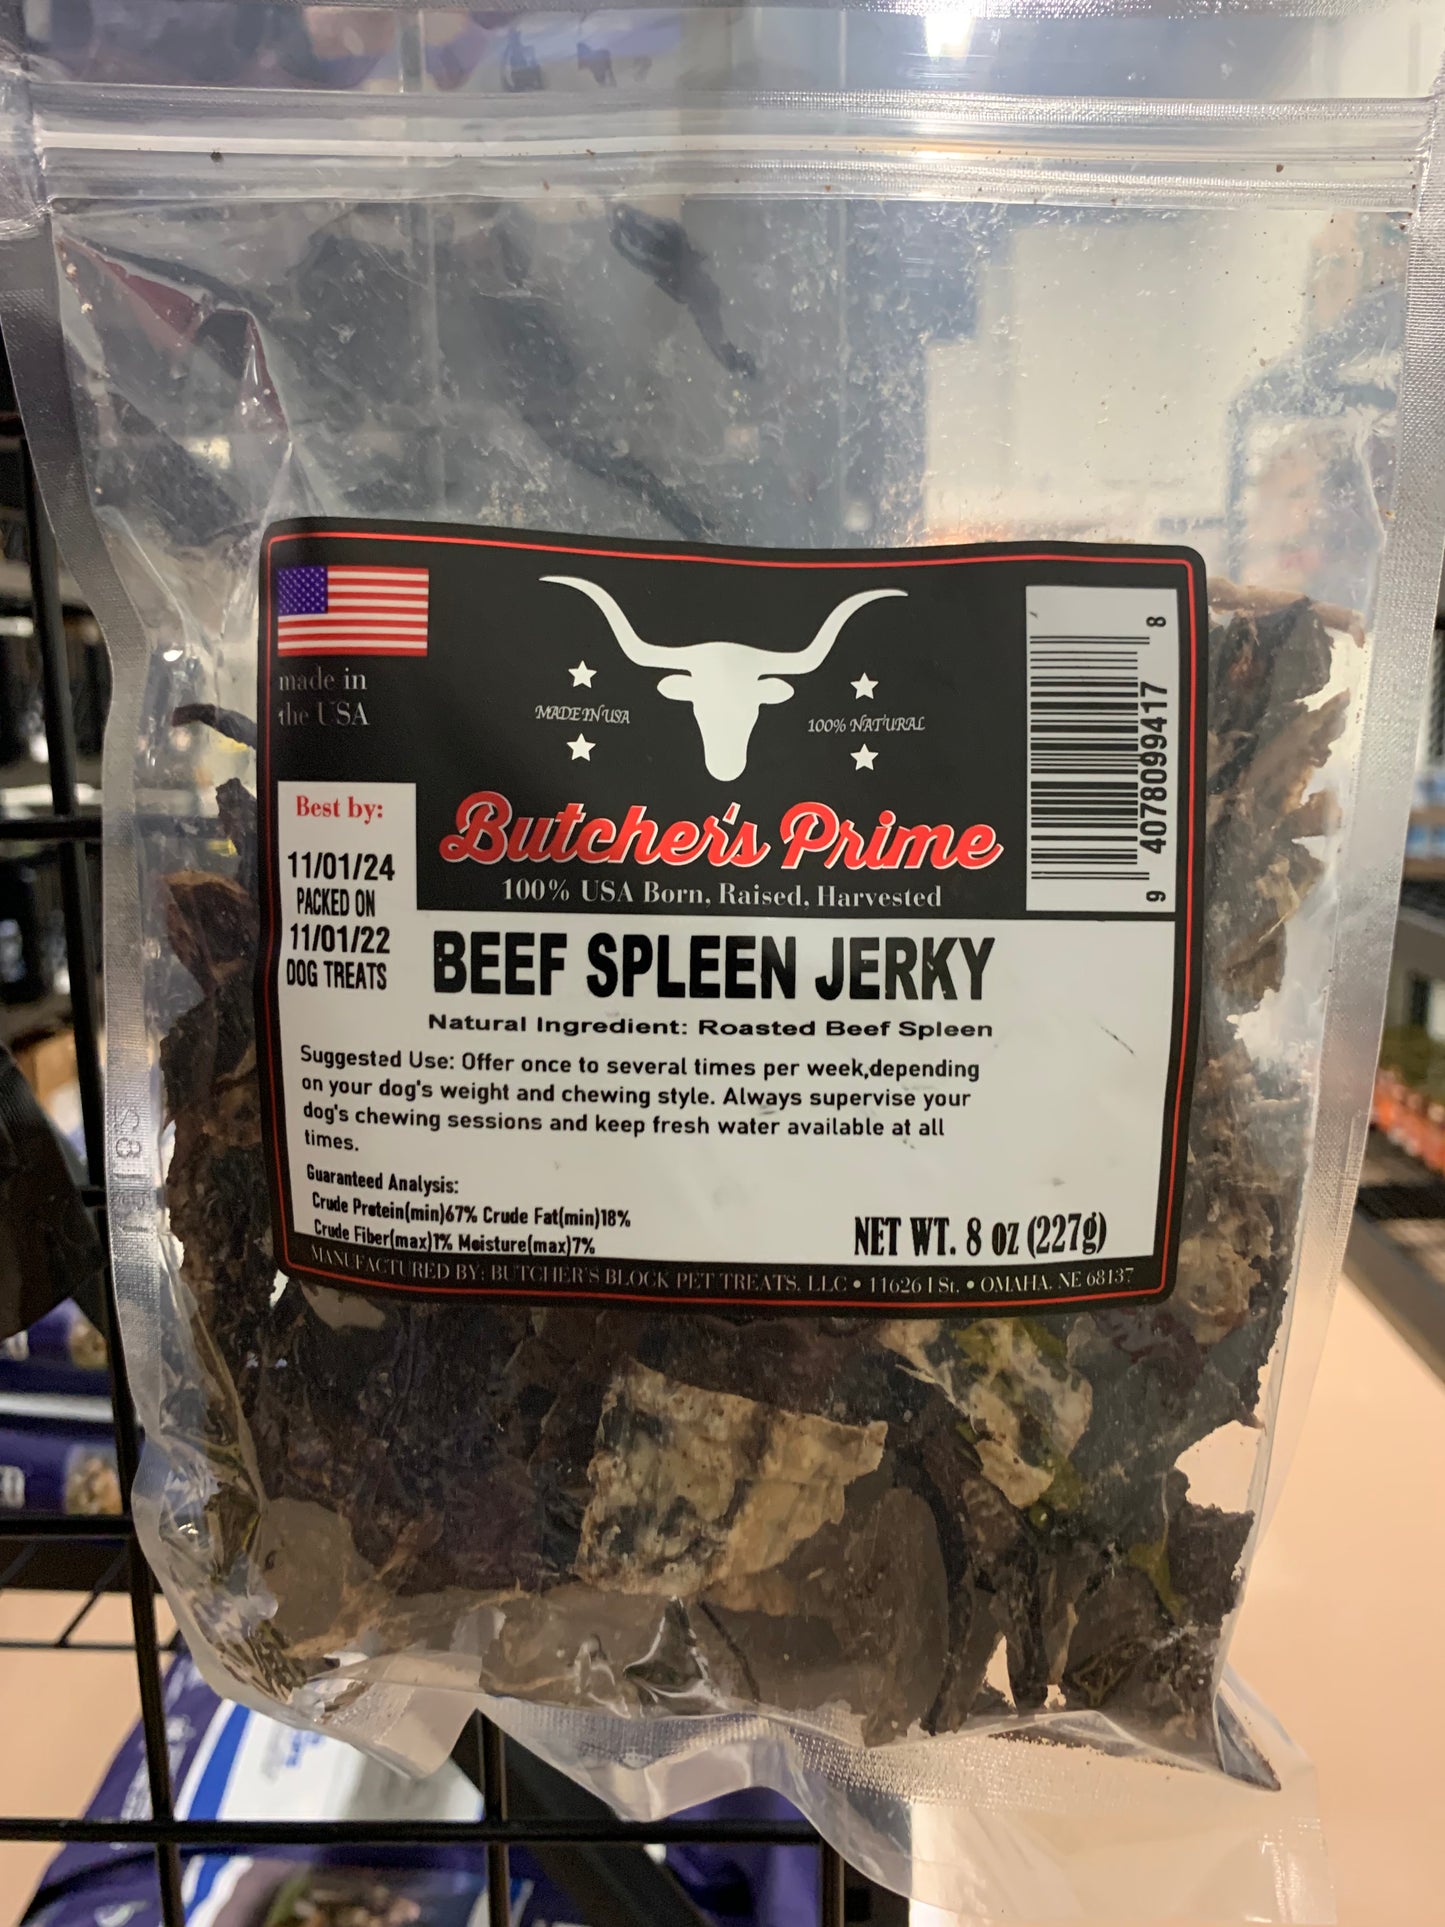 made in
the USA
MADE IN USA
100% NATURAL
Best by:
11/01/24
PACKED ON
11/01/22
DOG TREATS
Butcher's Prime
100% USA Born, Raised, Harvested
9 4078099417 8
BEEF SPLEEN JERKY
Natural Ingredient: Roasted Beef Spleen
Suggested Use: Offer once to several times per week,depending
on your dog's weight and chewing style. Always supervise your
dog's chewing sessions and keep fresh water available at all
times.
Guaranteed Analysis:
Crude Protein(min)67% Crude Fat(min)18%
Crude Fiber(max)1% Moisture(max)7%
NET WT. 8 OZ (227g)
MANUFACTURED BY: BUTCHER'S BLOCK PET TREATS, LLC • 11626 I St. • OMAHA, NE 68137